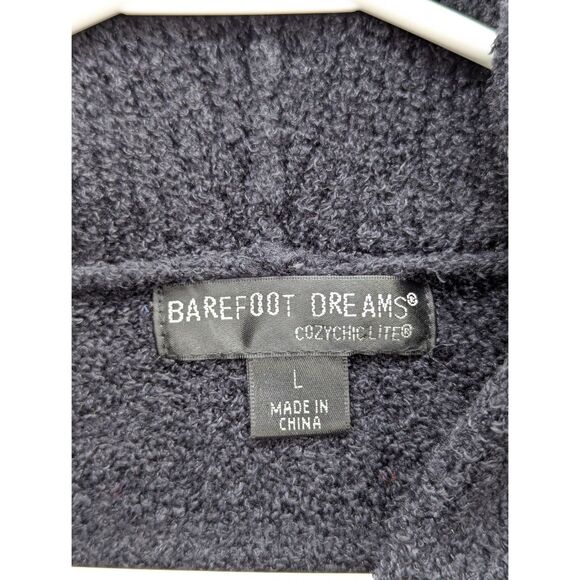 BAREFOOT DREAMS®
COZYCHIC LITE®
L
MADE IN
CHINA